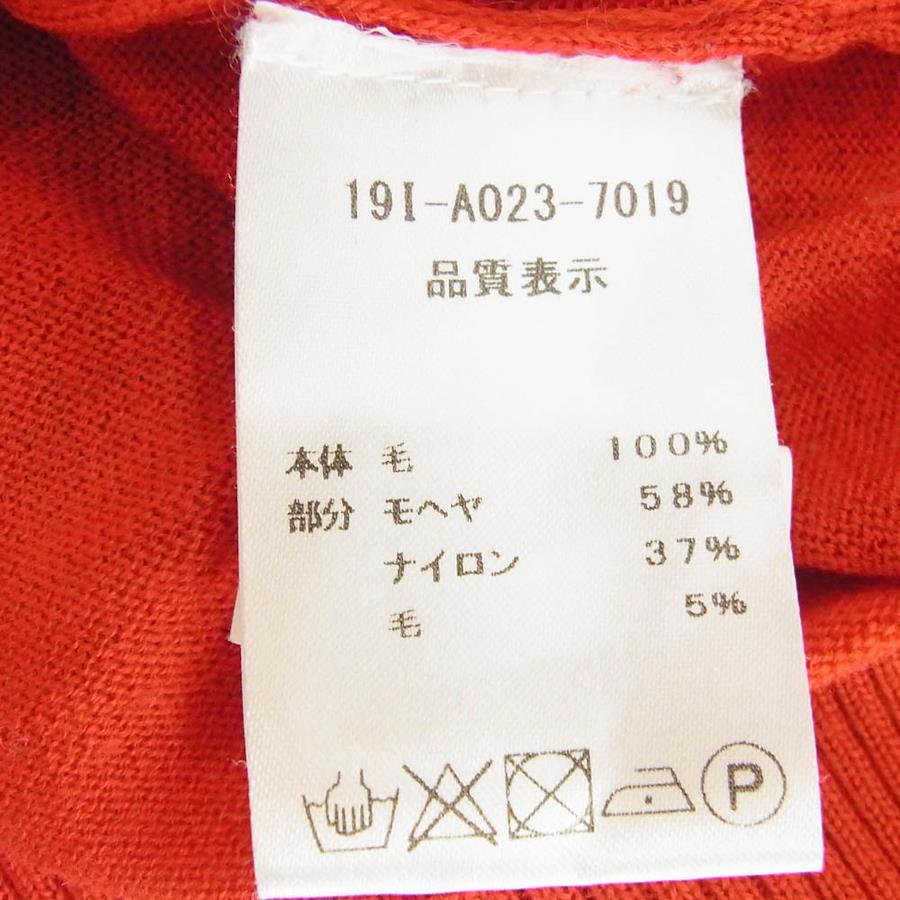 19I-A023-7019
品質表示
本体 毛 100%
部分 モヘヤ 58%
ナイロン 37%
毛 5%
P